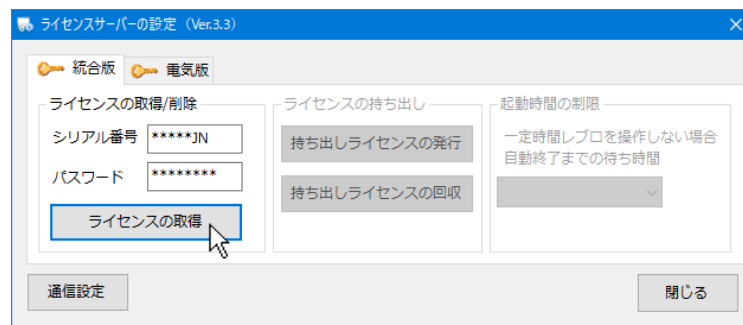 ライセンスサーバーの設定（Ver.3.3）
統合版
電気版
ライセンスの取得/削除
シリアル番号 *****JN
パスワード ********
ライセンスの取得
ライセンスの持ち出し
持ち出しライセンスの発行
持ち出しライセンスの回収
起動時間の制限
一定時間レブロを操作しない場合
自動終了までの待ち時間
通信設定
閉じる